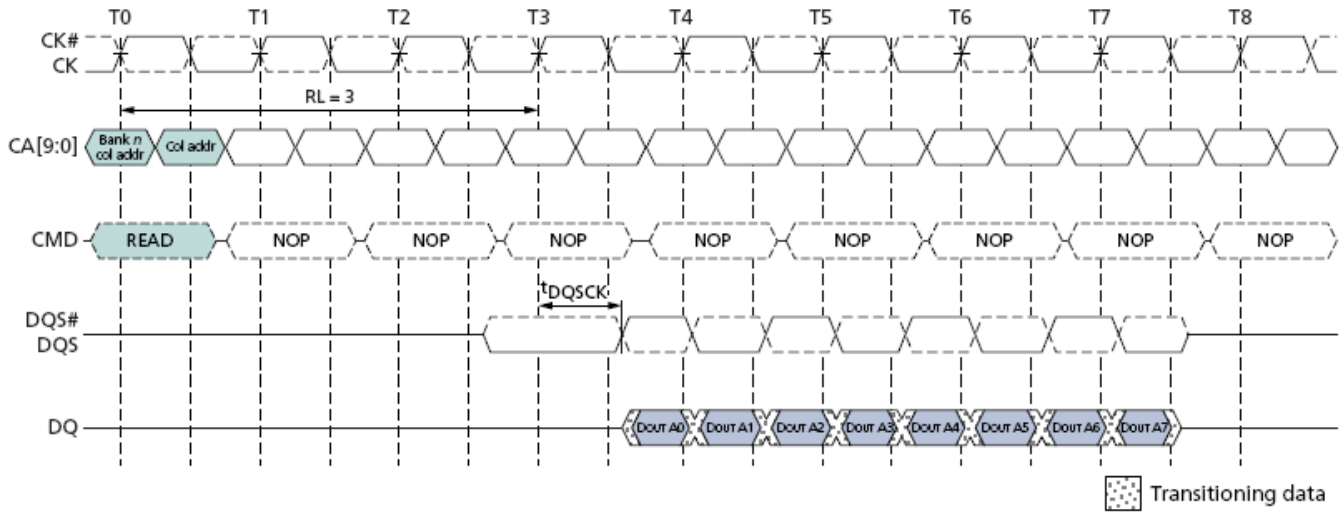 T0 T1 T2 T3 T4 T5 T6 T7 T8
CK#
CK
RL = 3
CA[9:0] Bank n col addr Col addr
CMD READ NOP NOP NOP NOP NOP NOP NOP NOP
tDQSCK
DQS#
DQS
DQ DOUT A0 DOUT A1 DOUT A2 DOUT A3 DOUT A4 DOUT A5 DOUT A6 DOUT A7
Transitioning data